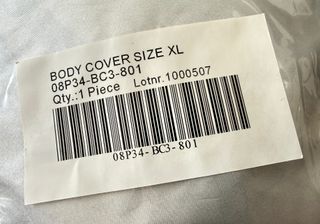 BODY COVER SIZE XL
08P34-BC3-801
Qty.:1 Piece Lotnr.1000507
08P34-BC3-801